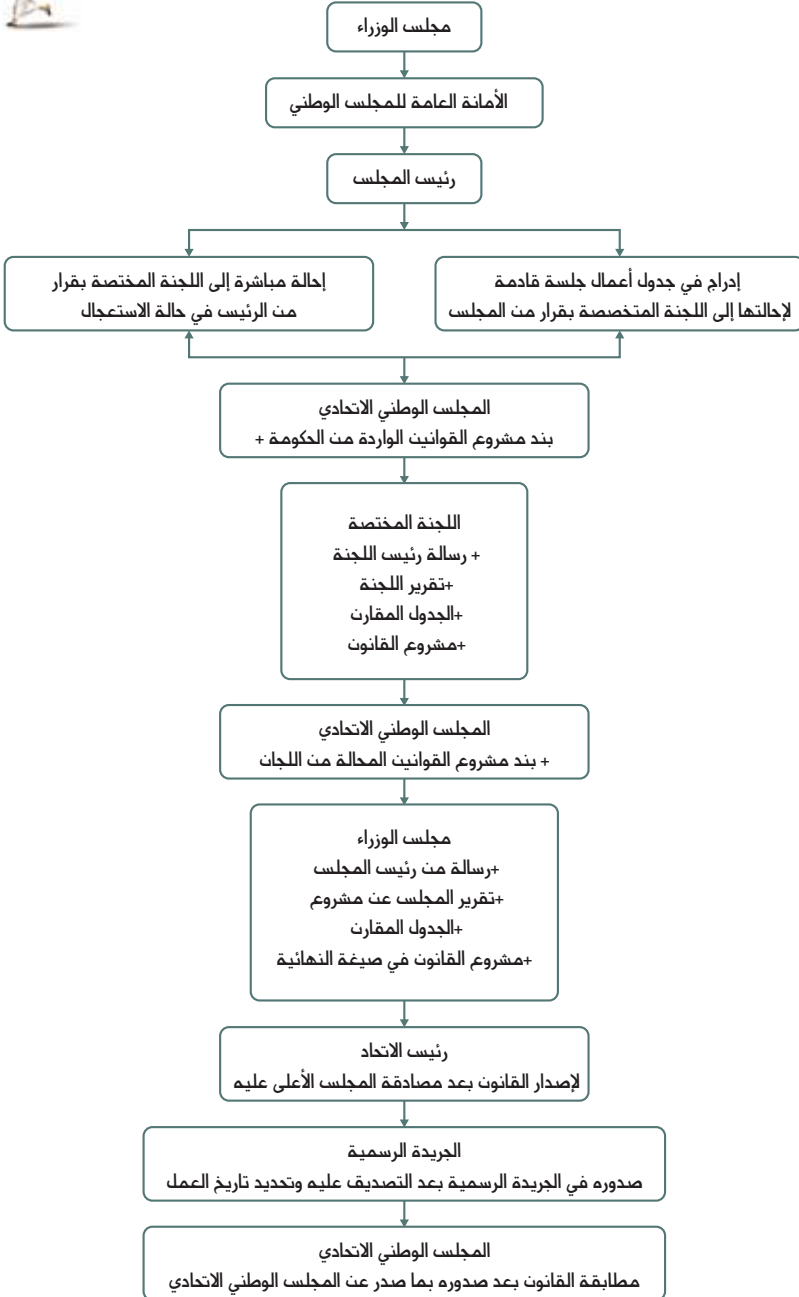 مجلس الوزراء
الأمانة العامة للمجلس الوطني
رئيس المجلس
إدراج في جدول أعمال جلسة قادمة
لإحالتها إلى اللجنة المتخصصة بقرار من المجلس
إحالة مباشرة إلى اللجنة المختصة بقرار
من الرئيس في حالة الاستعجال
المجلس الوطني الاتحادي
بند مشروع القوانين الواردة من الحكومة +
اللجنة المختصة
+ رسالة رئيس اللجنة
+تقرير اللجنة
+الجدول المقارن
+مشروع القانون
المجلس الوطني الاتحادي
+ بند مشروع القوانين المحالة من اللجان
مجلس الوزراء
+رسالة من رئيس المجلس
+تقرير المجلس عن مشروع
+الجدول المقارن
+مشروع القانون في صيغة النهائية
رئيس الاتحاد
لإصدار القانون بعد مصادقة المجلس الأعلى عليه
الجريدة الرسمية
صدوره في الجريدة الرسمية بعد التصديق عليه وتحديد تاريخ العمل
المجلس الوطني الاتحادي
مطابقة القانون بعد صدوره بما صدر عن المجلس الوطني الاتحادي